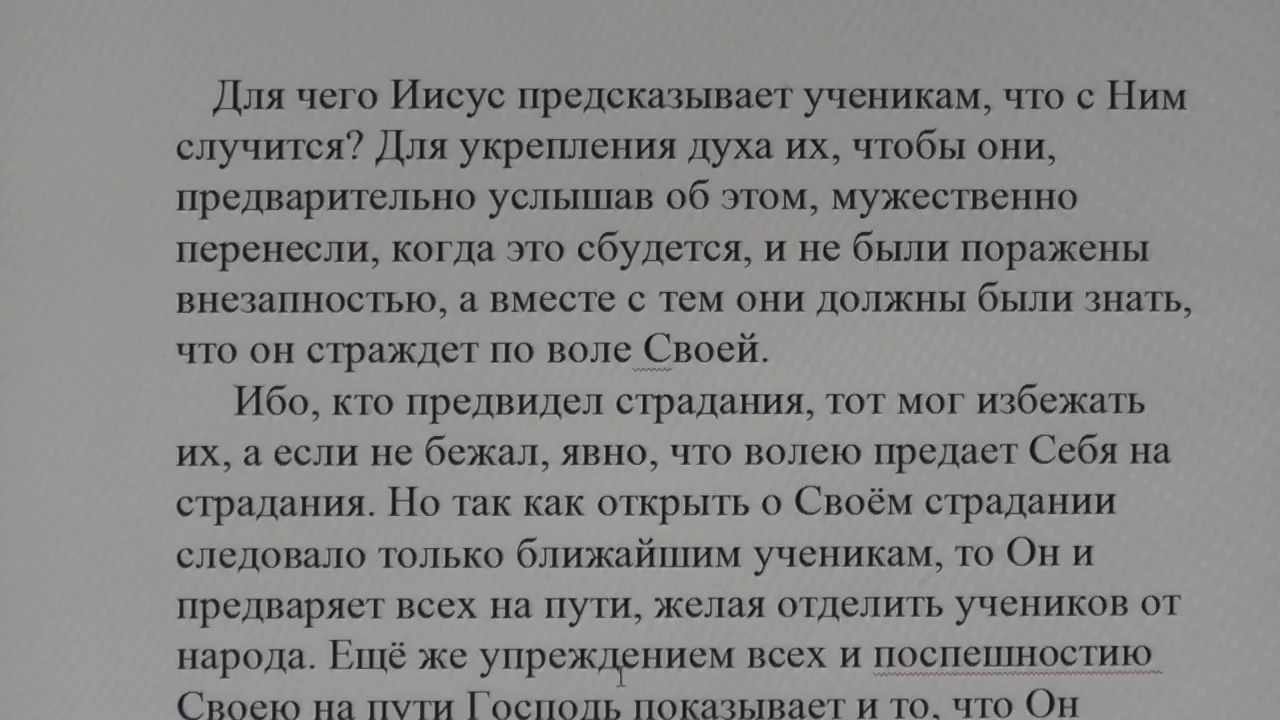 Для чего Иисус предсказывает ученикам, что с Ним
случится? Для укрепления духа их, чтобы они,
предварительно услышав об этом, мужественно
перенесли, когда это сбудется, и не были поражены
внезапностью, а вместе с тем они должны были знать,
что он страждет по воле Своей.
Ибо, кто предвидел страдания, тот мог избежать
их, а если не бежал, явно, что волею предает Себя на
страдания. Но так как открыть о Своём страдании
следовало только ближайшим ученикам, то Он и
предваряет всех на пути, желая отделить учеников от
народа. Ещё же упреждением всех и поспешностию
Своею на пути Господь показывает и то, что Он